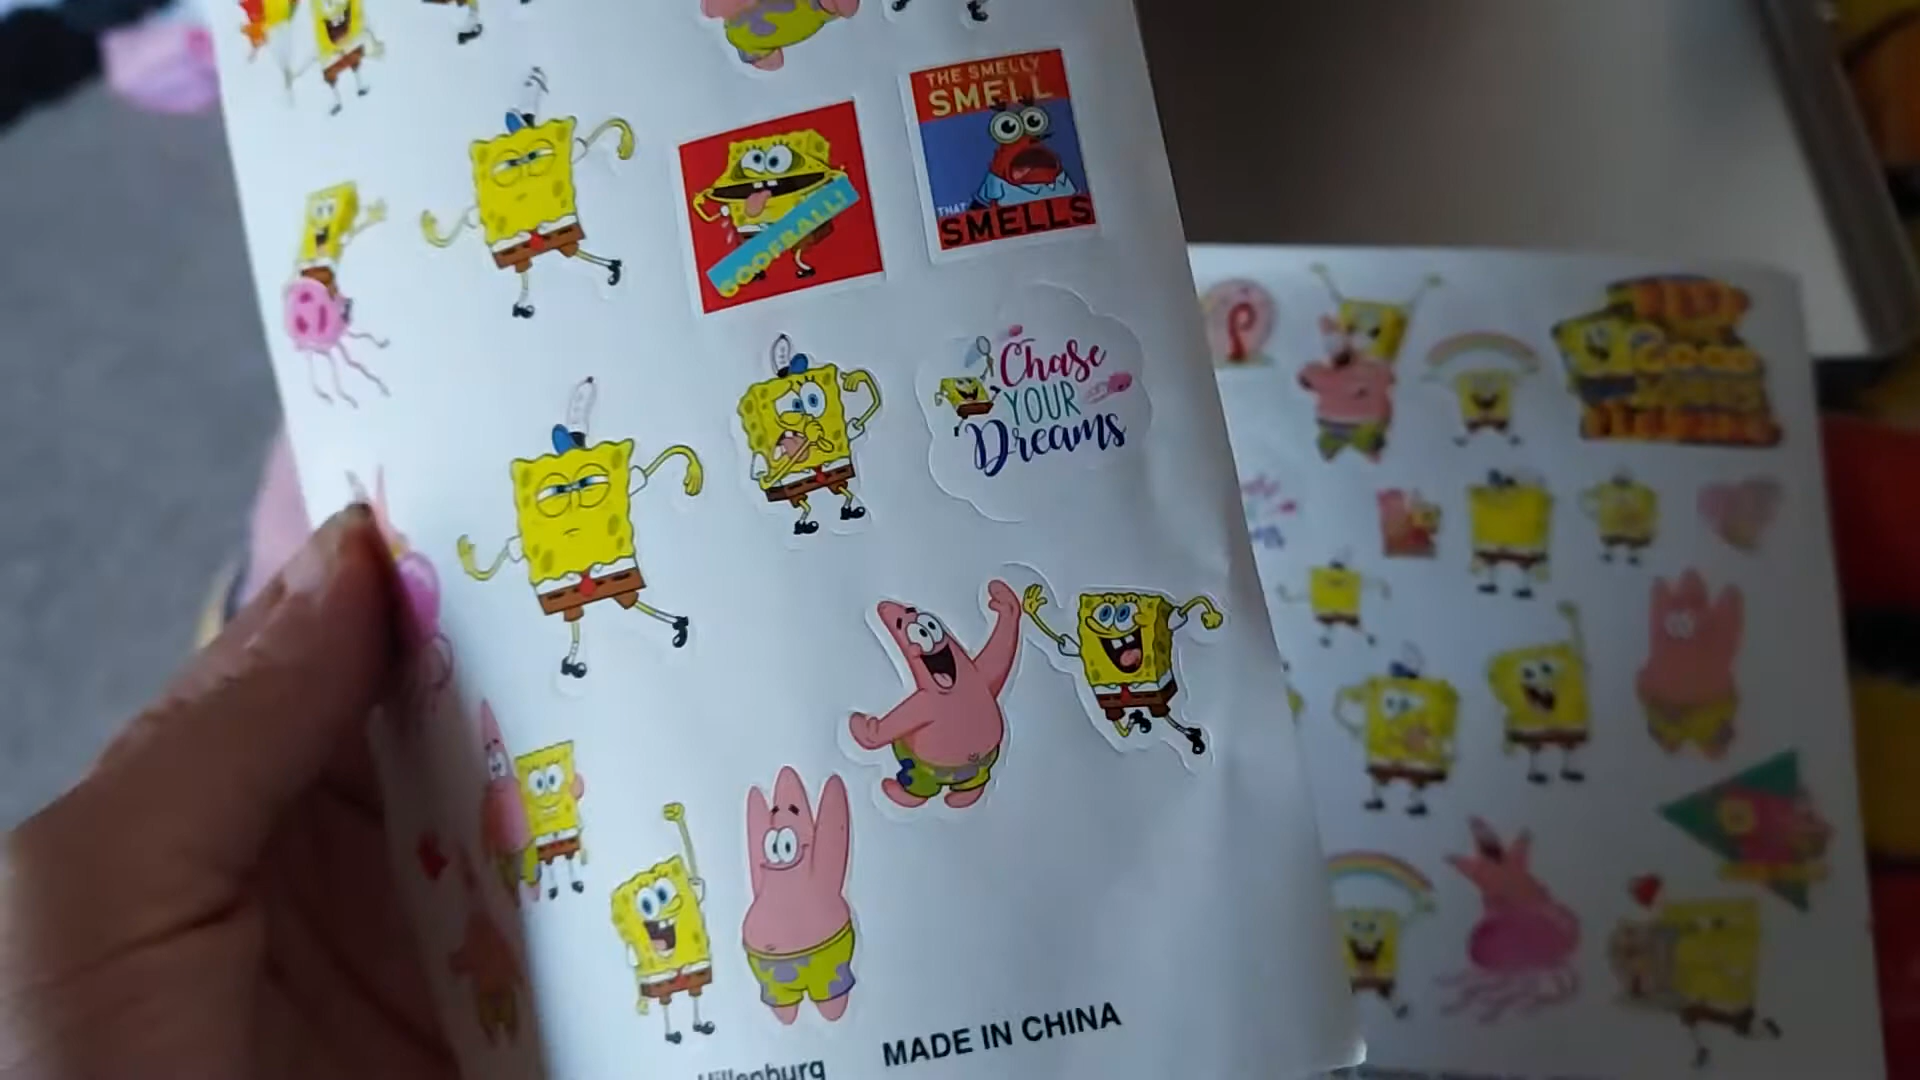 THE SMELLY
SMELL
THAT
SMELLS
GOOFBALL!
Chase
YOUR
Dreams
MADE IN CHINA
Hillenburg